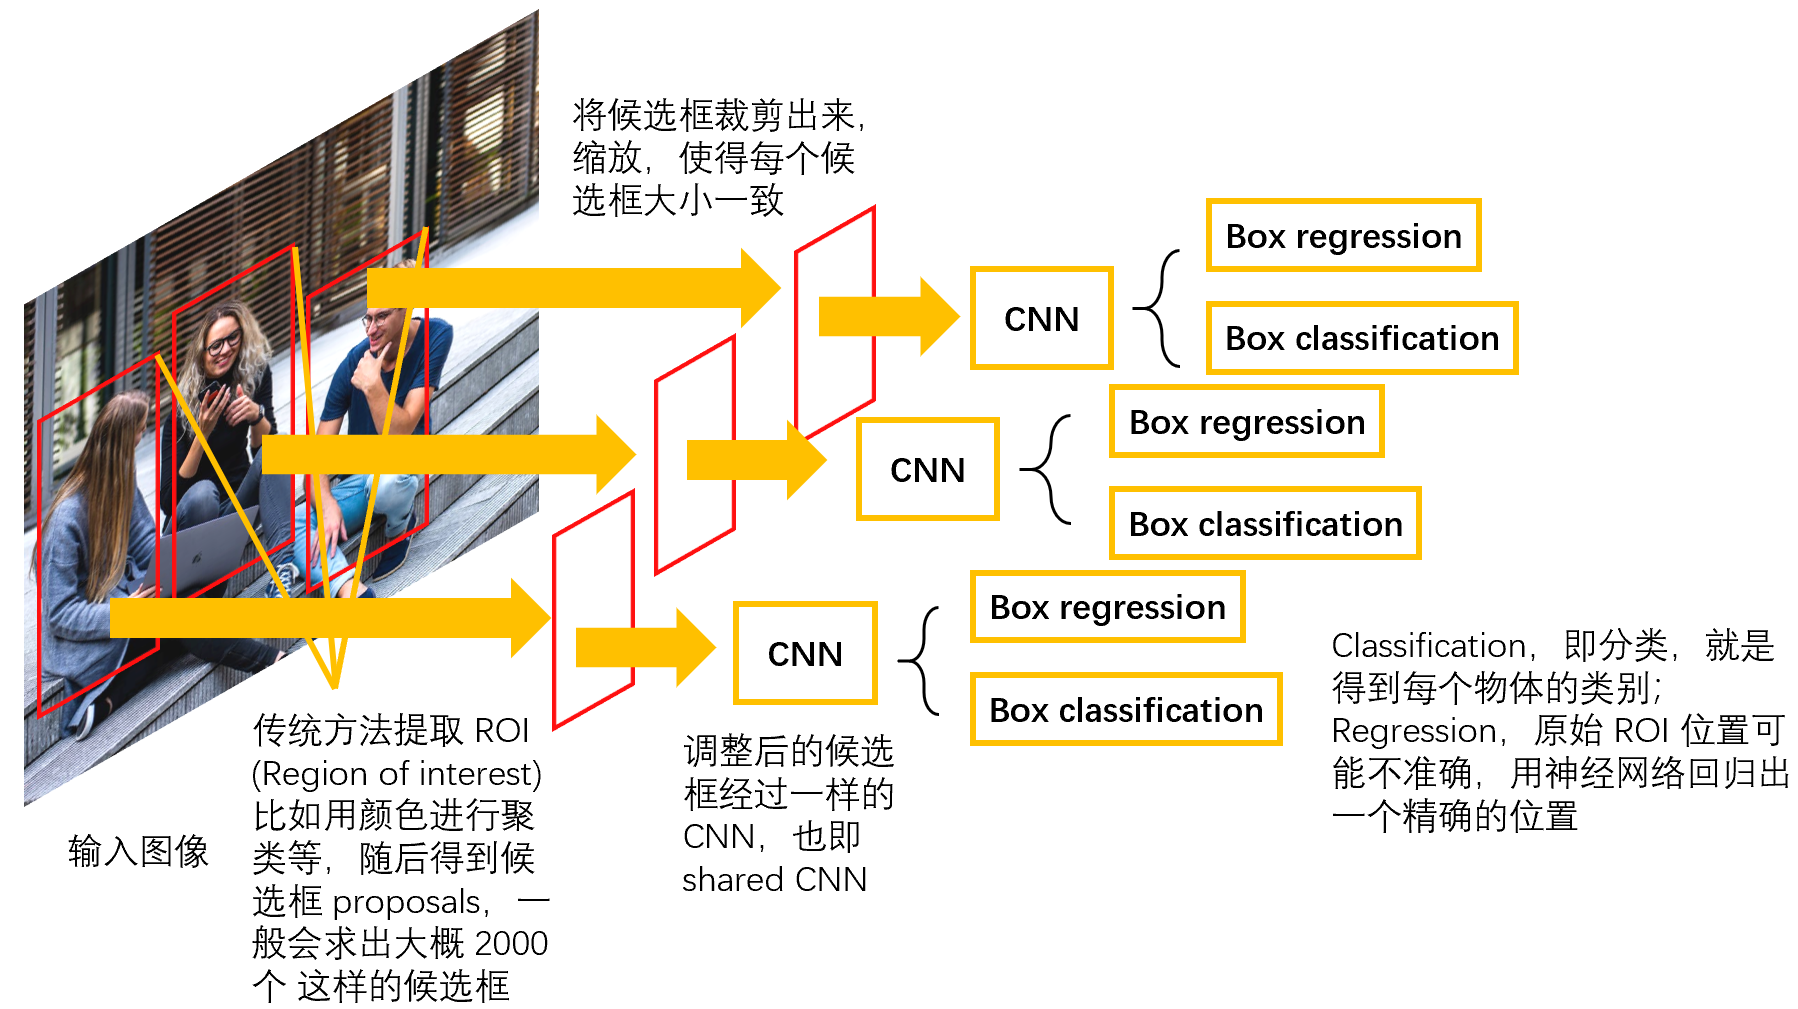 将候选框裁剪出来,
缩放，使得每个候
选框大小一致
Box regression
Box classification
CNN
Box regression
Box classification
CNN
Box regression
Box classification
CNN
传统方法提取 ROI
(Region of interest)
比如用颜色进行聚
类等，随后得到候
选框 proposals，一
般会求出大概 2000
个 这样的候选框
输入图像
调整后的候选
框经过一样的
CNN，也即
shared CNN
Classification，即分类，就是
得到每个物体的类别；
Regression，原始 ROI 位置可
能不准确，用神经网络回归出
一个精确的位置